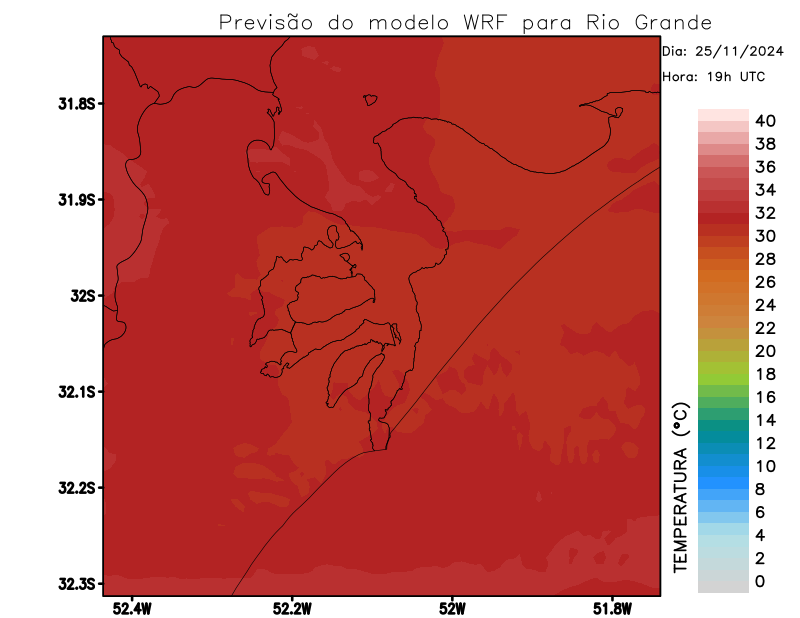 Previsão do modelo WRF para Rio Grande
Dia: 25/11/2024
Hora: 19h UTC
31.8S
31.9S
32S
32.1S
32.2S
32.3S
52.4W
52.2W
52W
51.8W
TEMPERATURA (°C)
40
38
36
34
32
30
28
26
24
22
20
18
16
14
12
10
8
6
4
2
0